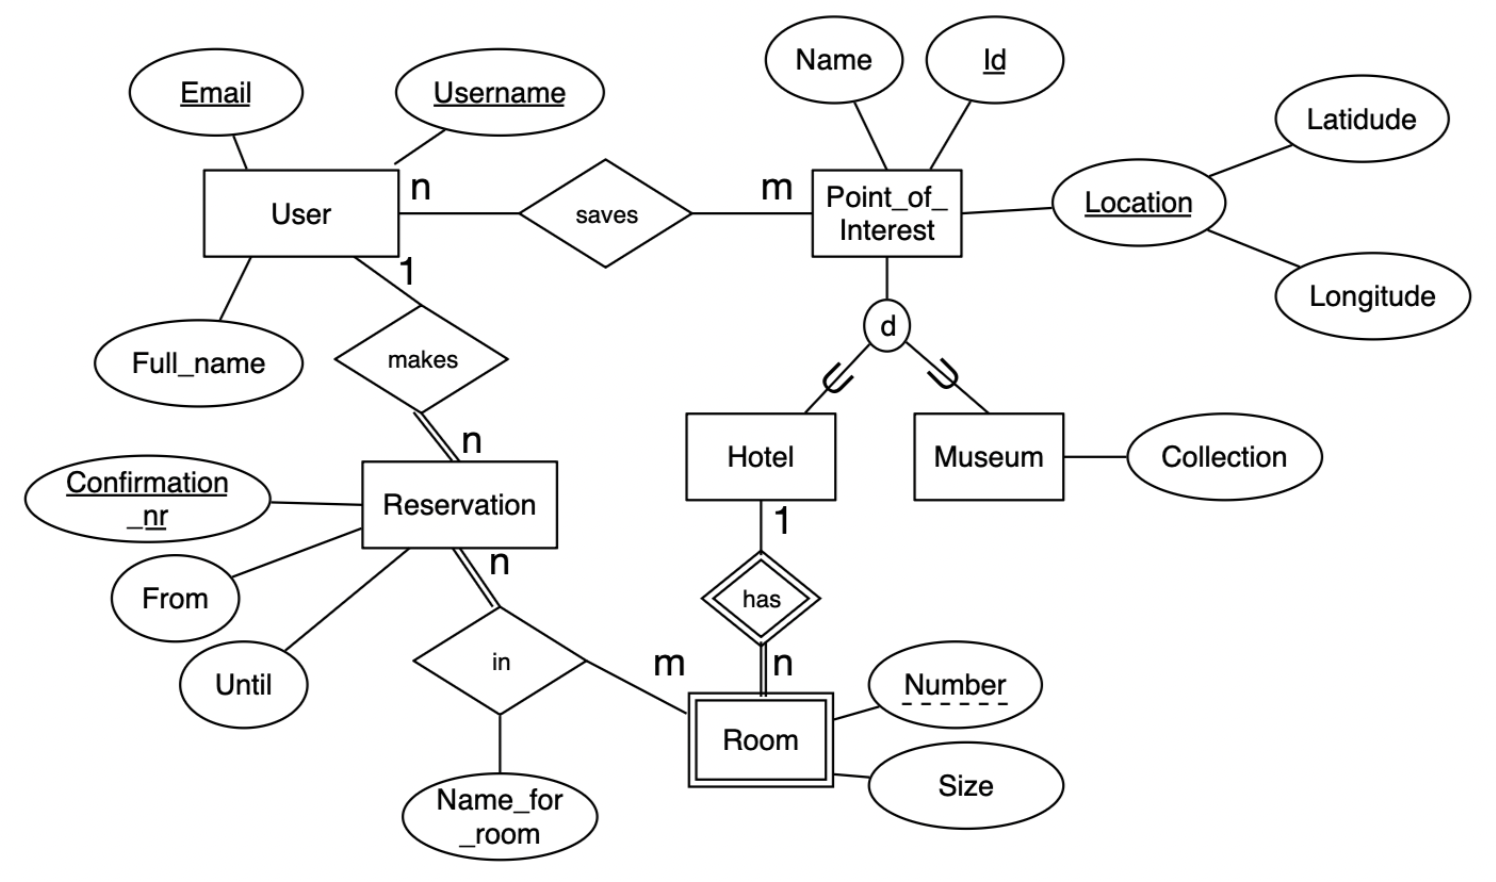 Name
Id
Email
Username
Latidude
User
n
saves
m
Point_of_
Interest
Location
1
Longitude
d
Full_name
makes
n
Confirmation
_nr
Reservation
Hotel
Museum
Collection
n
1
From
has
Until
in
m
n
Number
Room
Size
Name_for
_room